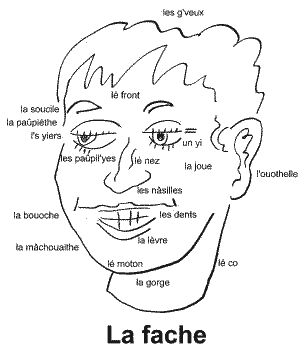 les g'veux
lé front
la soucile
la paûpiéthe
l's yiers
un yi
les paûpil'yes
lé nez
la joue
l'ouothelle
les nâsilles
la bouoche
les dents
la lèvre
la mâchouaithe
lé moton
lé co
la gorge
La fache